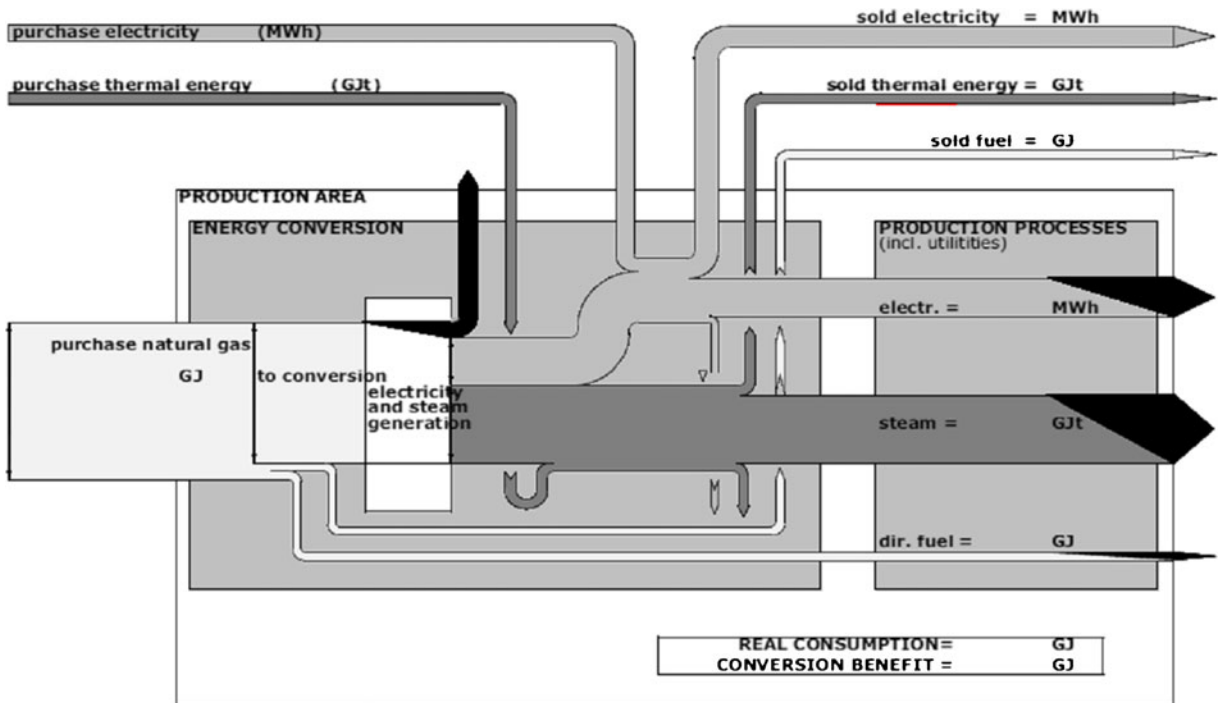 purchase electricity (MWh)
sold electricity = MWh
purchase thermal energy (GJt)
sold thermal energy = GJt
sold fuel = GJ
PRODUCTION AREA
ENERGY CONVERSION
PRODUCTION PROCESSES
(incl. utilitities)
electr. = MWh
purchase natural gas
GJ to conversion
electricity
and steam
generation
steam = GJt
dir. fuel = GJ
REAL CONSUMPTION= GJ
CONVERSION BENEFIT = GJ